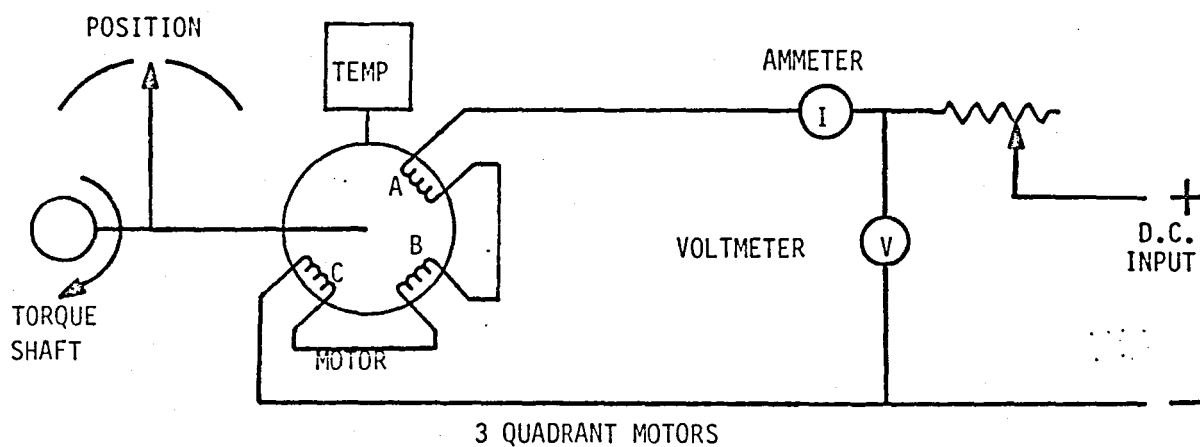 POSITION
TEMP
AMMETER
I
A
B
C
V
VOLTMETER
+
D.C.
INPUT
TORQUE
SHAFT
MOTOR
-
3 QUADRANT MOTORS